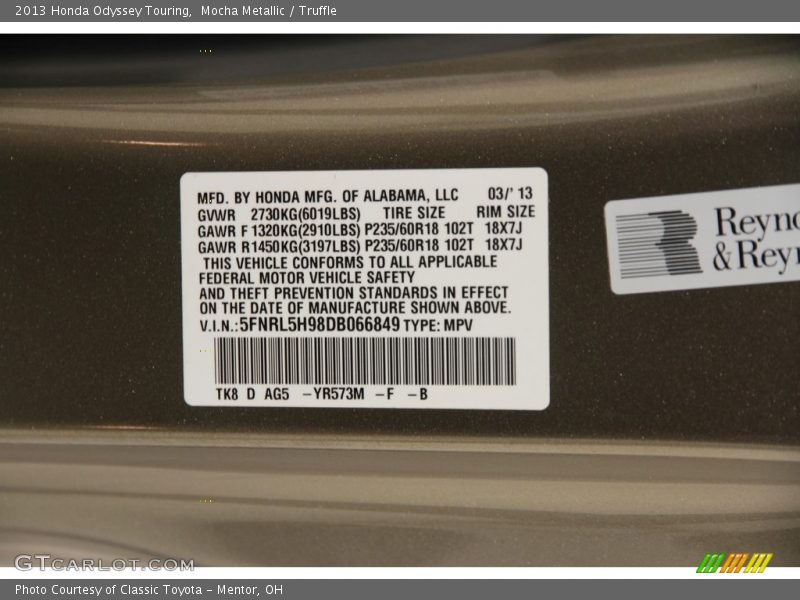 2013 Honda Odyssey Touring,  Mocha Metallic / Truffle
MFD. BY HONDA MFG. OF ALABAMA, LLC 03/'13
GVWR 2730KG(6019LBS) TIRE SIZE RIM SIZE
GAWR F 1320KG(2910LBS) P235/60R18 102T 18X7J
GAWR R1450KG(3197LBS) P235/60R18 102T 18X7J
THIS VEHICLE CONFORMS TO ALL APPLICABLE
FEDERAL MOTOR VEHICLE SAFETY
AND THEFT PREVENTION STANDARDS IN EFFECT
ON THE DATE OF MANUFACTURE SHOWN ABOVE.
V.I.N.:5FNRL5H98DB066849 TYPE: MPV
TK8 D AG5 -YR573M -F -B
Reyno
&Reyn
GTCARLOT.COM
Photo Courtesy of Classic Toyota - Mentor, OH